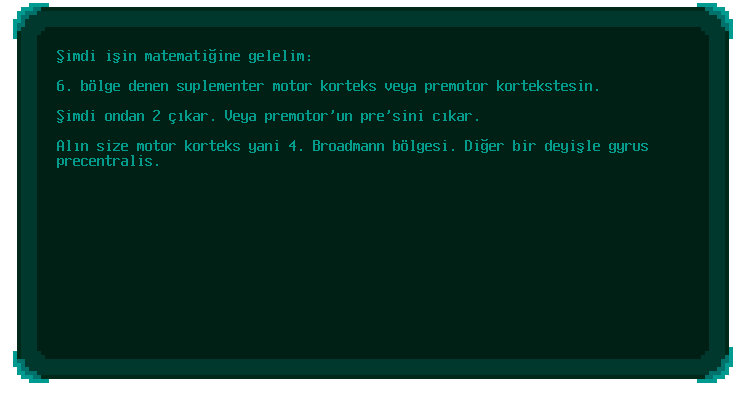 Şimdi işin matematiğine gelelim:
6. bölge denen suplementer motor korteks veya premotor kortekstesin.
Şimdi ondan 2 çıkar. Veya premotor'un pre'sini cıkar.
Alın size motor korteks yani 4. Broadmann bölgesi. Diğer bir deyişle gyrus
precentralis.